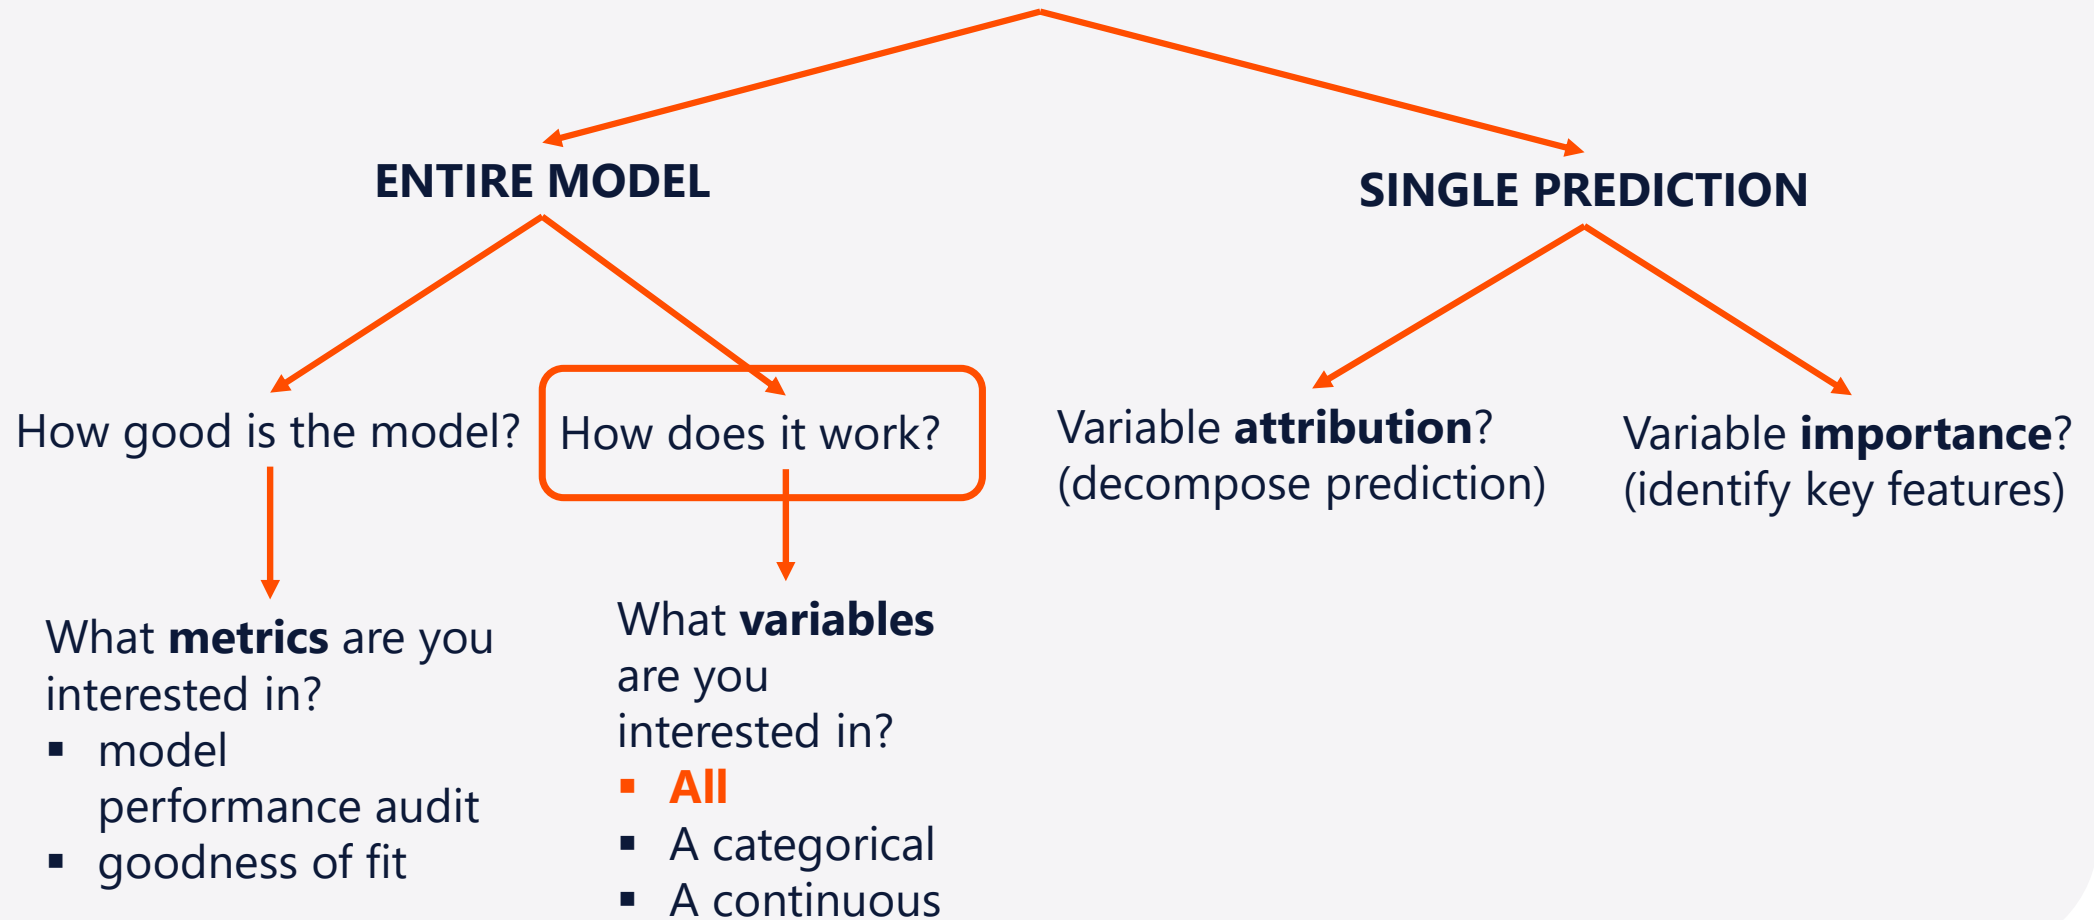 ENTIRE MODEL
SINGLE PREDICTION
How good is the model?
How does it work?
Variable attribution?
(decompose prediction)
Variable importance?
(identify key features)
What metrics are you
interested in?
▪ model
performance audit
▪ goodness of fit
What variables
are you
interested in?
▪ All
▪ A categorical
▪ A continuous